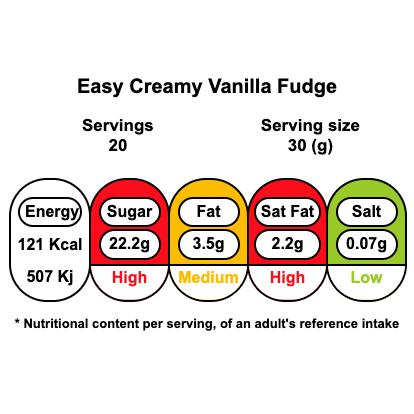 Easy Creamy Vanilla Fudge
Servings Serving size
20 30 (g)
Energy Sugar Fat Sat Fat Salt
121 Kcal 22.2g 3.5g 2.2g 0.07g
507 Kj High Medium High Low
* Nutritional content per serving, of an adult's reference intake